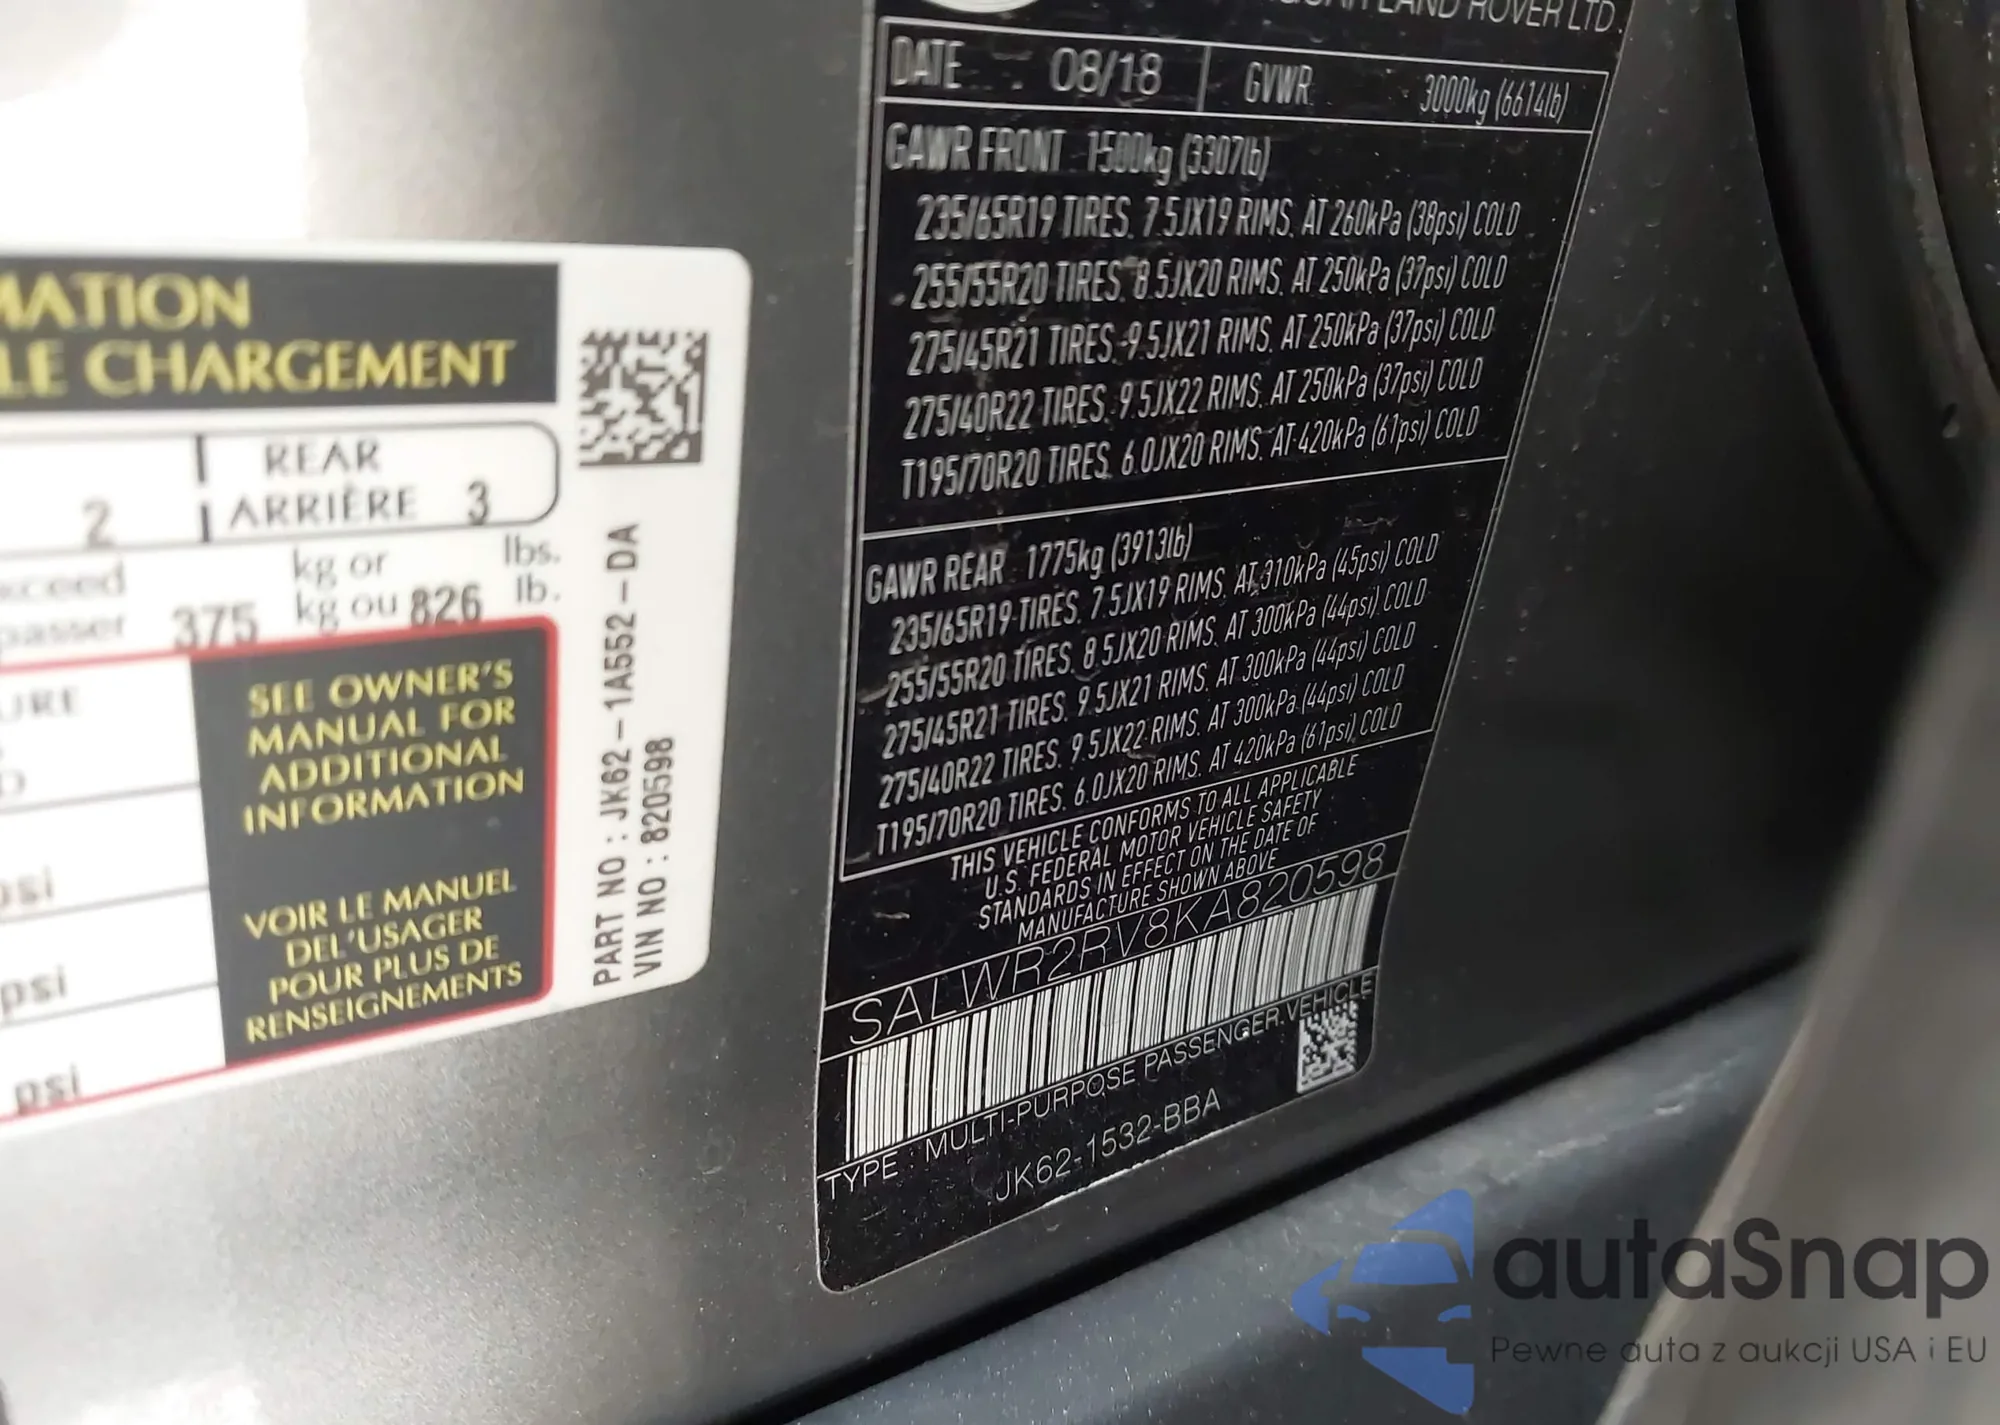 MATION
LE CHARGEMENT
2
REAR
ARRIÈRE 3
kg or lbs.
passer 375 kg ou 826 lb.
SEE OWNER'S
MANUAL FOR
ADDITIONAL
INFORMATION
VOIR LE MANUEL
DEL'USAGER
POUR PLUS DE
RENSEIGNEMENTS
psi
psi
psi
PART NO : JK62-1A552-DA
VIN NO : 820598
LAND ROVER LTD.
DATE 08/18 GVWR 3000kg (6614lb)
GAWR FRONT 1500kg (3307lb)
235/65R19 TIRES, 7.5JX19 RIMS, AT 260kPa (38psi) COLD
255/55R20 TIRES, 8.5JX20 RIMS, AT 250kPa (37psi) COLD
275/45R21 TIRES, 9.5JX21 RIMS, AT 250kPa (37psi) COLD
275/40R22 TIRES, 9.5JX22 RIMS, AT 250kPa (37psi) COLD
T195/70R20 TIRES, 6.0JX20 RIMS, AT 420kPa (61psi) COLD
GAWR REAR 1775kg (3913lb)
235/65R19 TIRES, 7.5JX19 RIMS, AT 310kPa (45psi) COLD
255/55R20 TIRES, 8.5JX20 RIMS, AT 300kPa (44psi) COLD
275/45R21 TIRES, 9.5JX21 RIMS, AT 300kPa (44psi) COLD
275/40R22 TIRES, 9.5JX22 RIMS, AT 300kPa (44psi) COLD
T195/70R20 TIRES, 6.0JX20 RIMS, AT 420kPa (61psi) COLD
THIS VEHICLE CONFORMS TO ALL APPLICABLE
U.S. FEDERAL MOTOR VEHICLE SAFETY
STANDARDS IN EFFECT ON THE DATE OF
MANUFACTURE SHOWN ABOVE
SALWR2RV8KA820598
TYPE : MULTI-PURPOSE PASSENGER VEHICLE
JK62-1532-BBA
autaSnap
Pewne auta z aukcji USA i EU